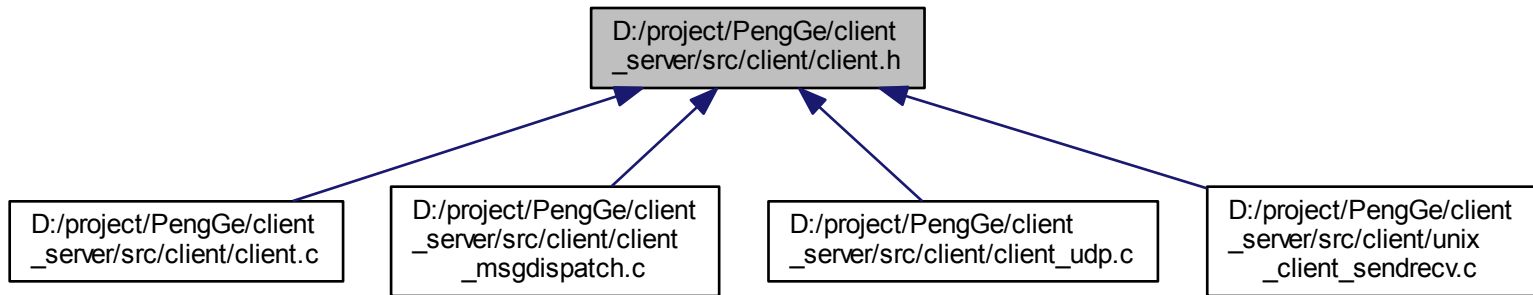 D:/project/PengGe/client
_server/src/client/client.h
D:/project/PengGe/client
_server/src/client/client.c
D:/project/PengGe/client
_server/src/client/client
_msgdispatch.c
D:/project/PengGe/client
_server/src/client/client_udp.c
D:/project/PengGe/client
_server/src/client/unix
_client_sendrecv.c